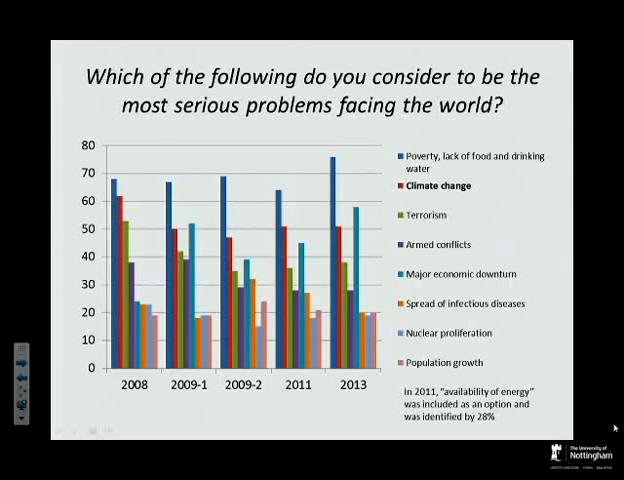 Which of the following do you consider to be the
most serious problems facing the world?
80
70
60
50
40
30
20
10
0
2008
2009-1
2009-2
2011
2013
Poverty, lack of food and drinking
water
Climate change
Terrorism
Armed conflicts
Major economic downturn
Spread of infectious diseases
Nuclear proliferation
Population growth
In 2011, "availability of energy"
was included as an option and
was identified by 28%
The University of
Nottingham